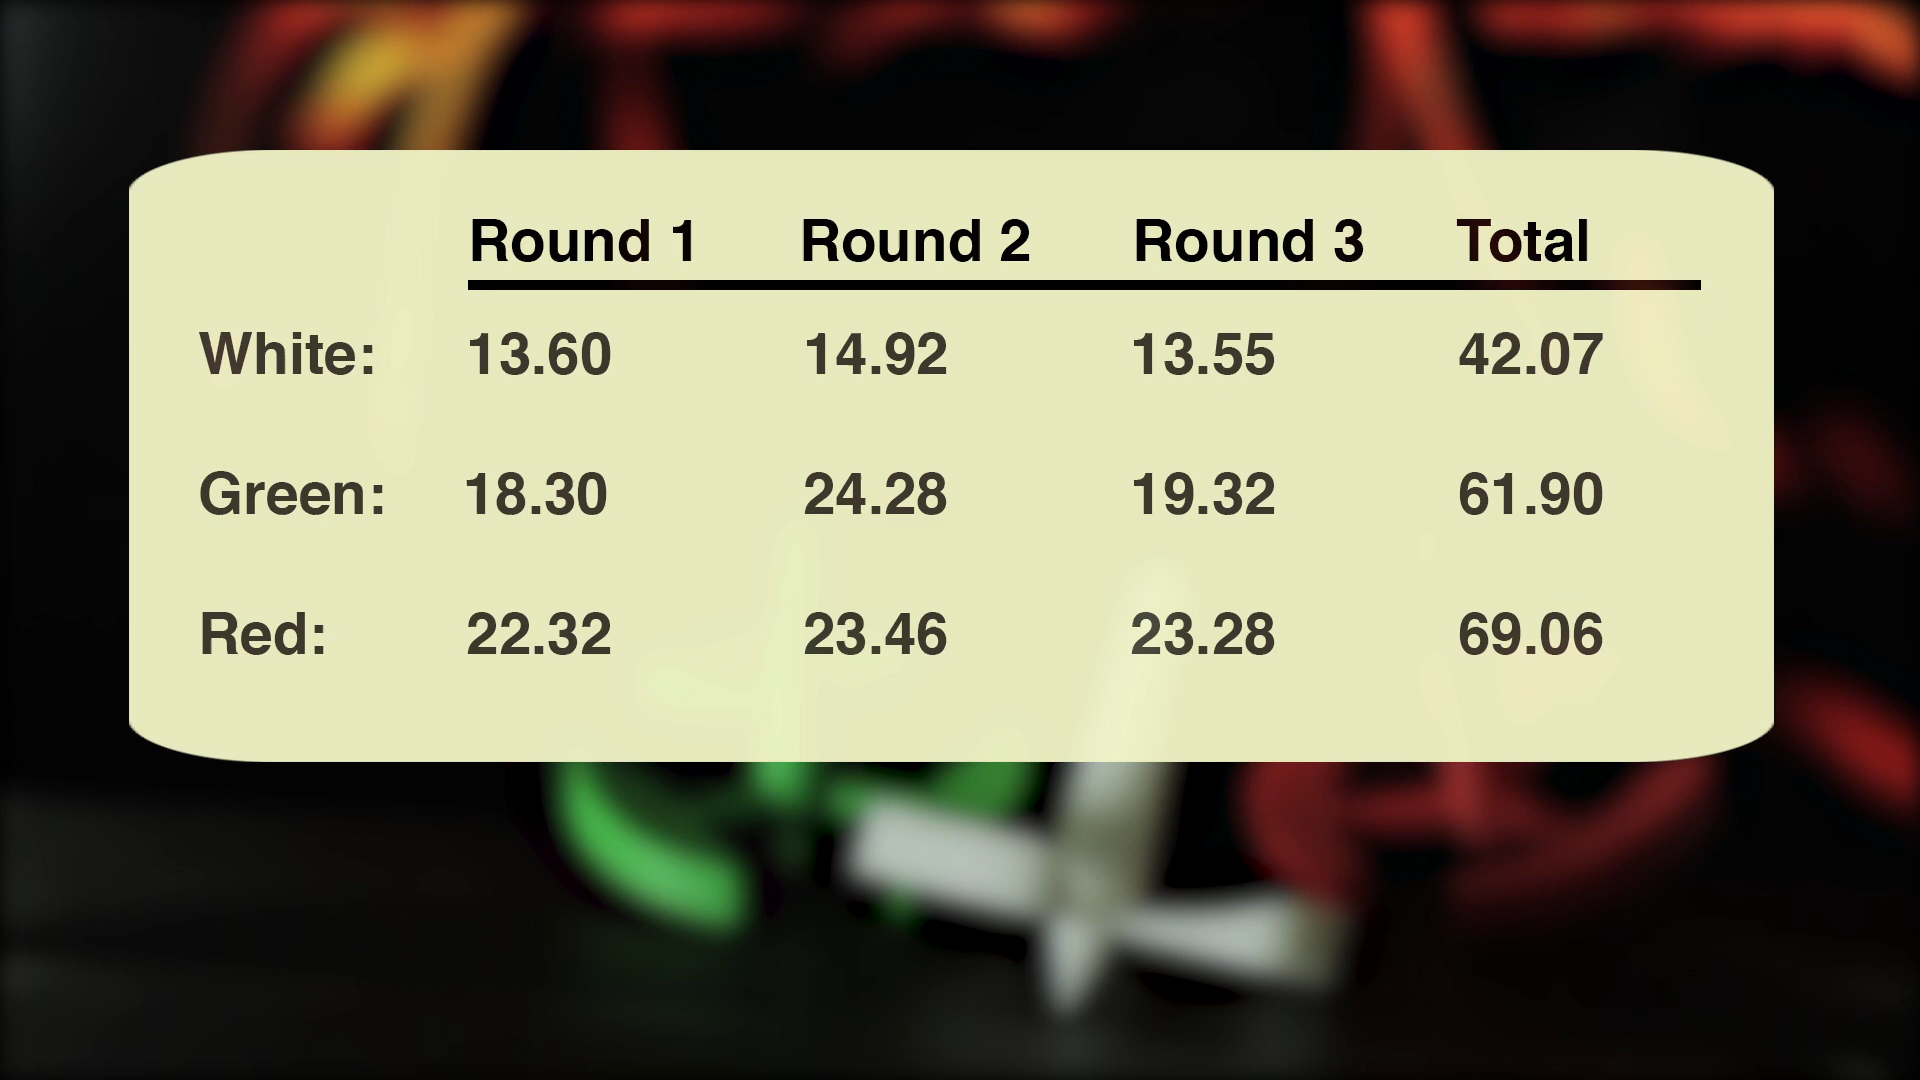 Round 1 Round 2 Round 3 Total
White: 13.60 14.92 13.55 42.07
Green: 18.30 24.28 19.32 61.90
Red: 22.32 23.46 23.28 69.06